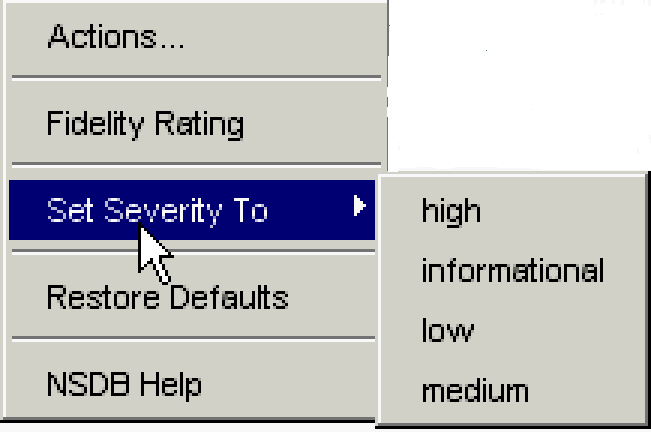 Actions...
Fidelity Rating
Set Severity To
high
informational
low
medium
Restore Defaults
NSDB Help